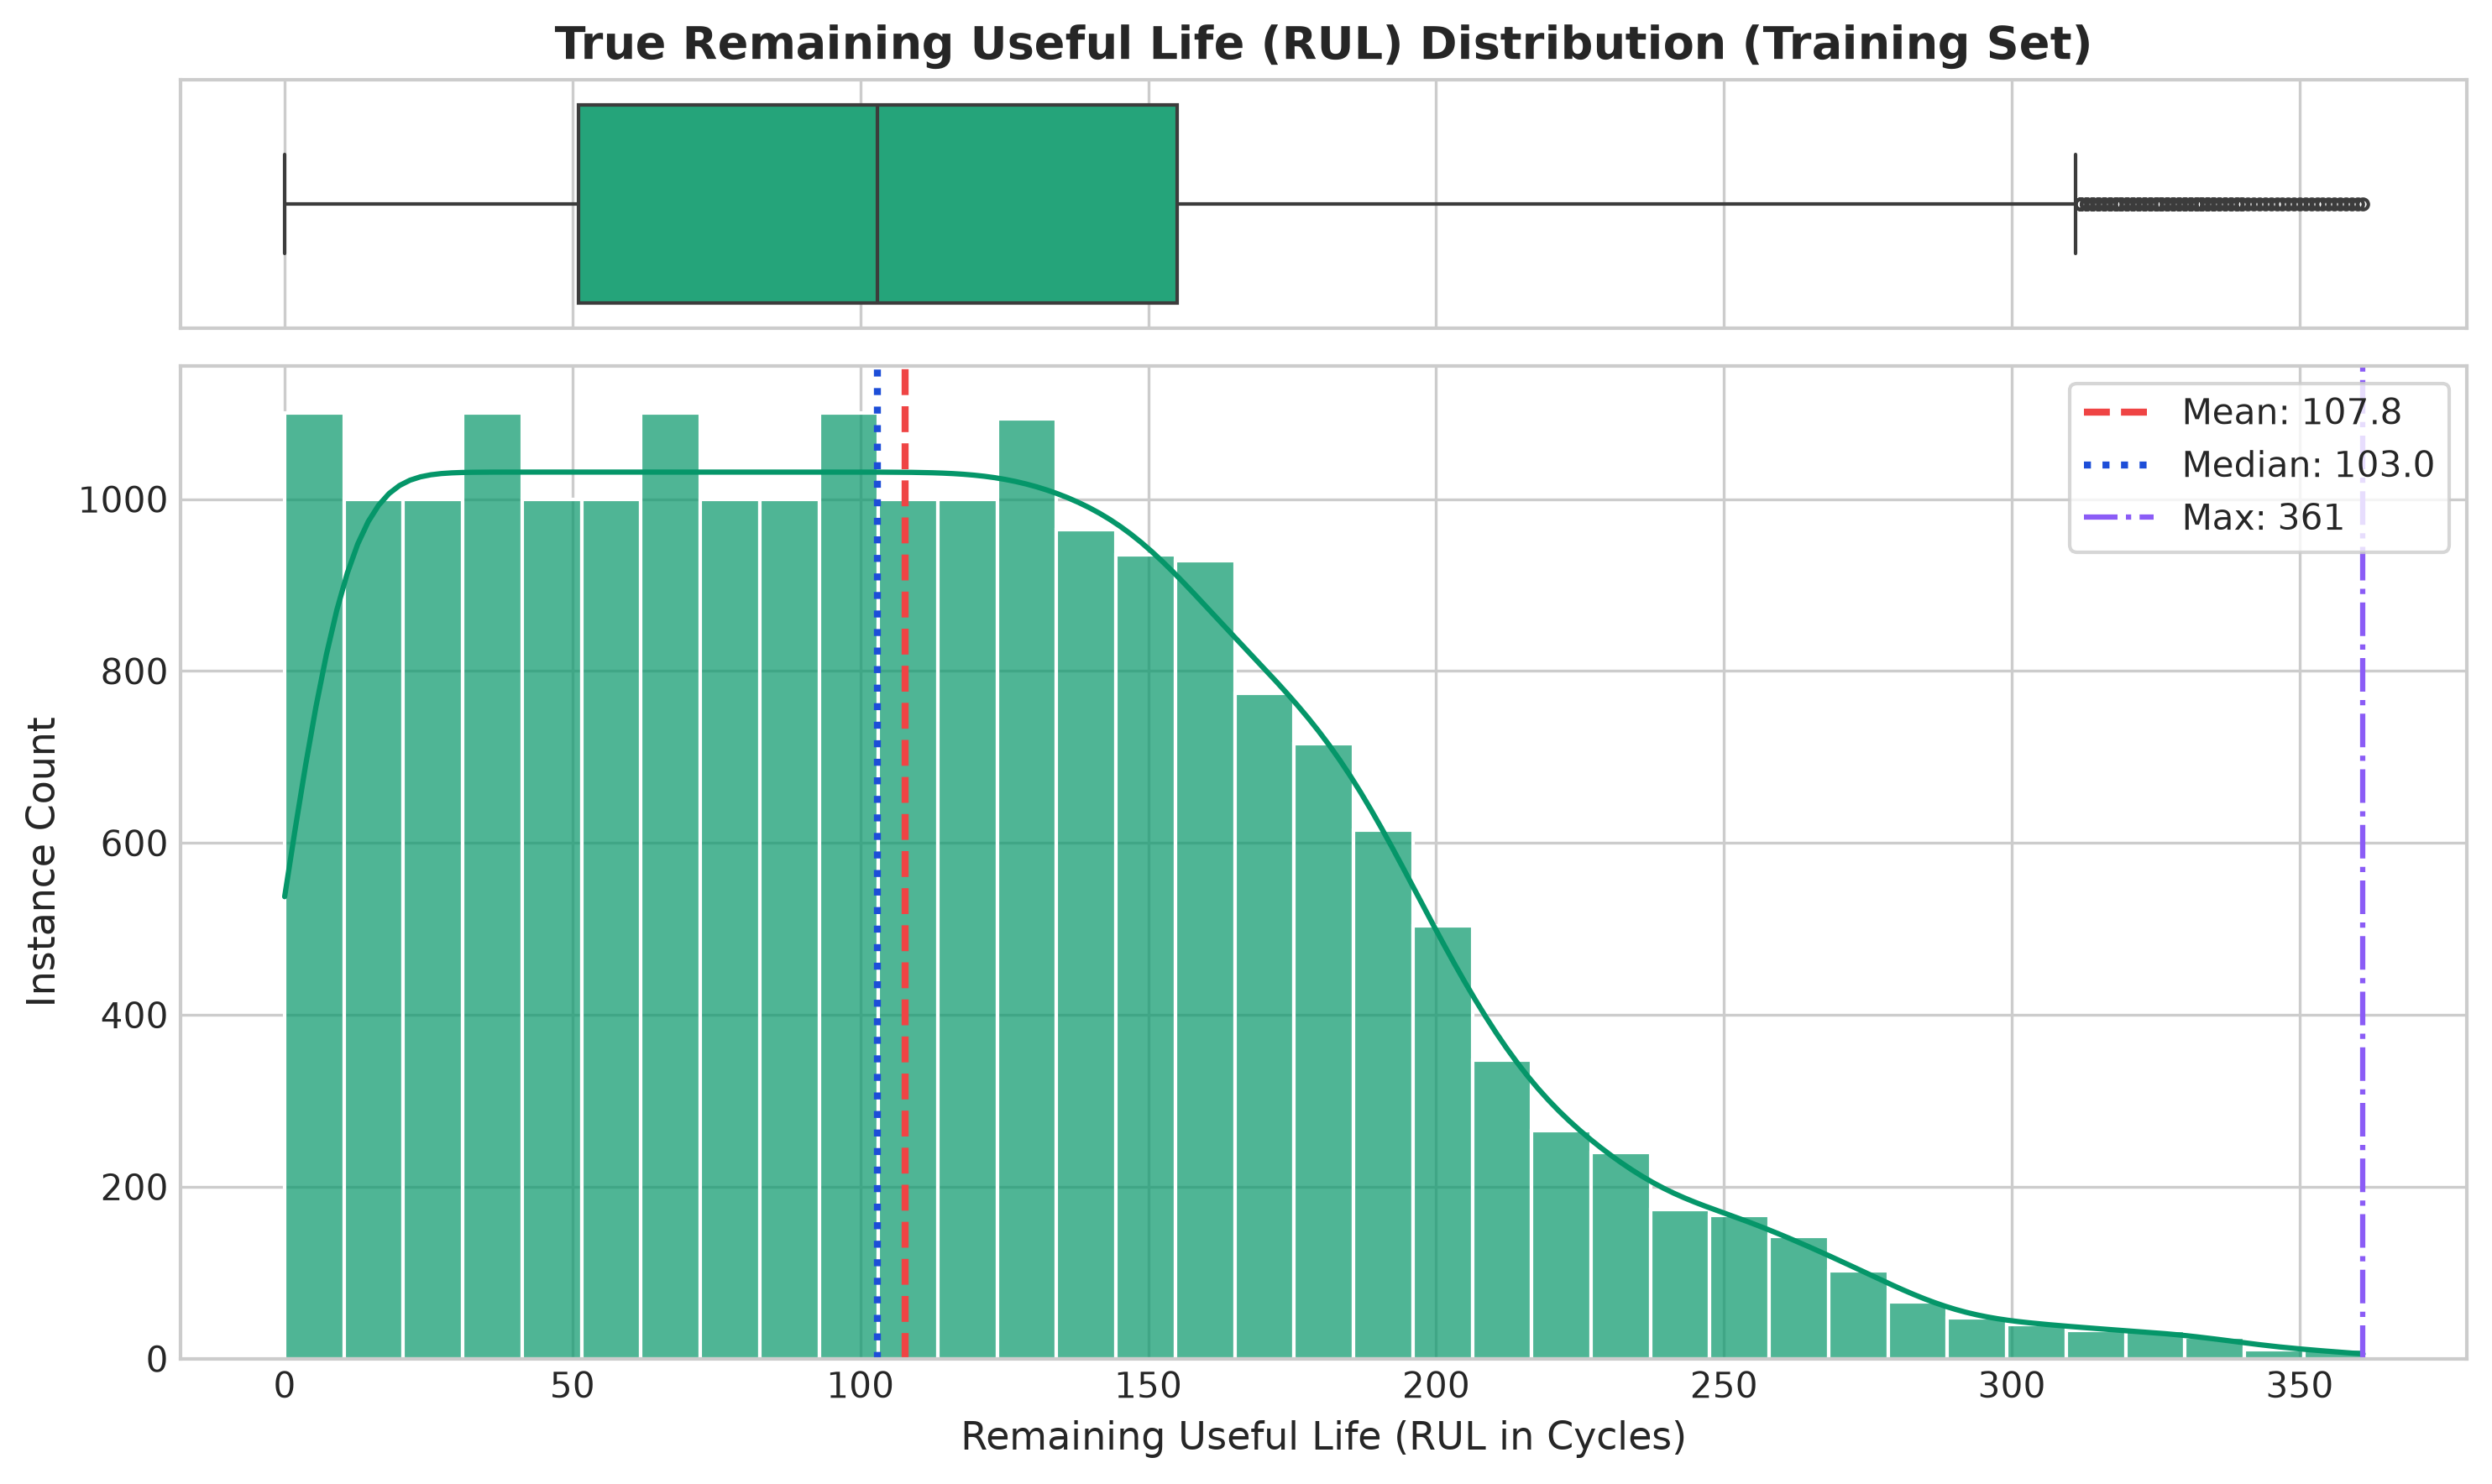 True Remaining Useful Life (RUL) Distribution (Training Set)
Mean: 107.8
Median: 103.0
Max: 361
Instance Count
1000
800
600
400
200
0
0 50 100 150 200 250 300 350
Remaining Useful Life (RUL in Cycles)